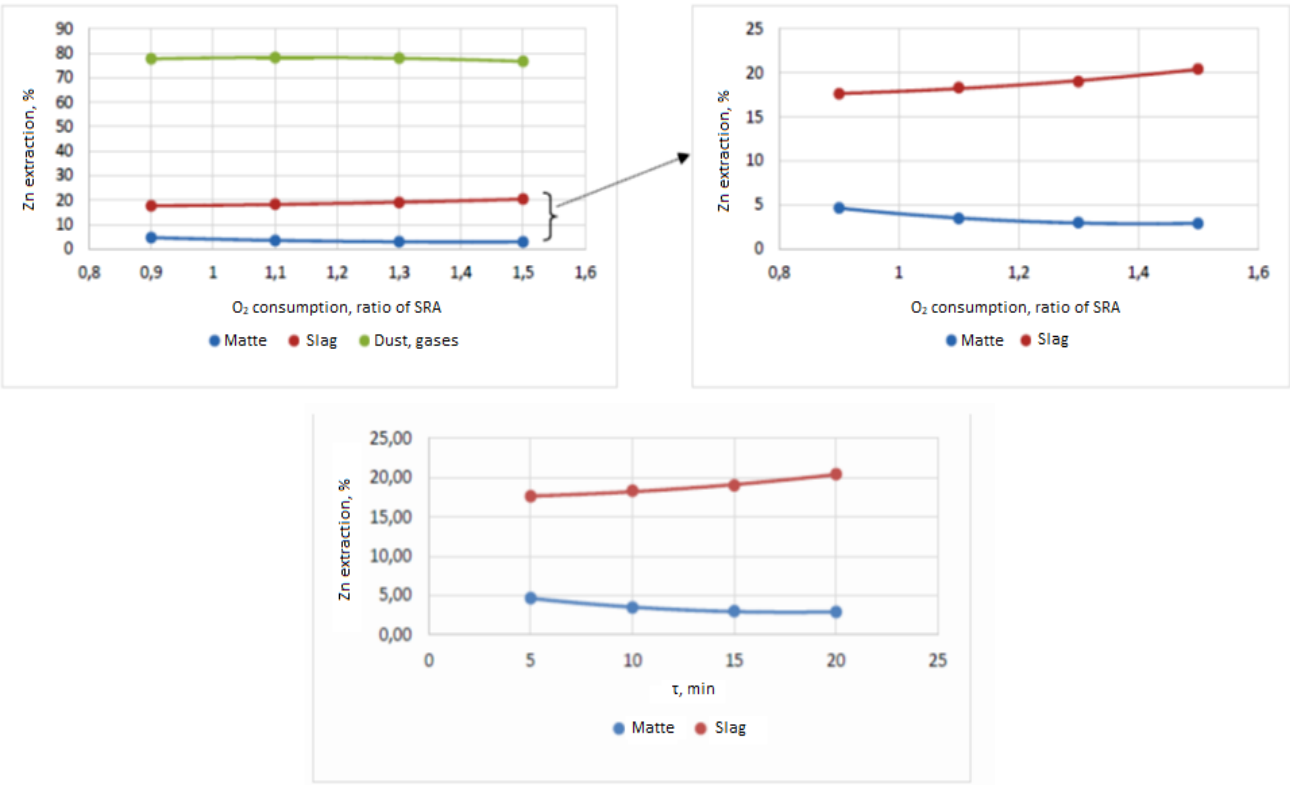 90
80
70
60
50
40
30
20
10
0
Zn extraction, %
0,8 0,9 1 1,1 1,2 1,3 1,4 1,5 1,6
O₂ consumption, ratio of SRA
Matte Slag Dust, gases
25
20
15
10
5
0
Zn extraction, %
0,8 1 1,2 1,4 1,6
O₂ consumption, ratio of SRA
Matte Slag
25,00
20,00
15,00
10,00
5,00
0,00
Zn extraction, %
0 5 10 15 20 25
τ, min
Matte Slag